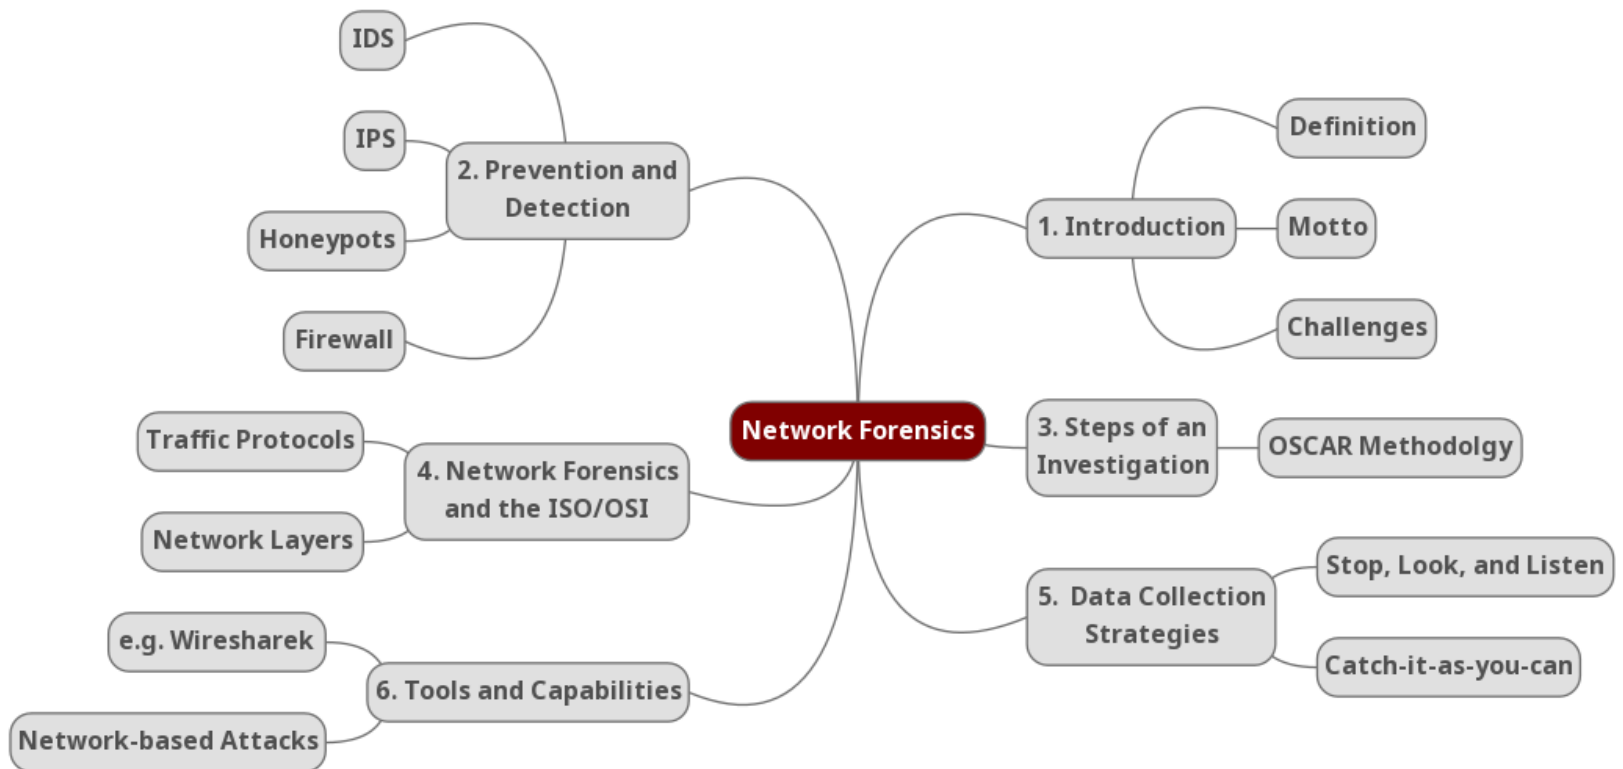 Network Forensics
1. Introduction
Definition
Motto
Challenges
2. Prevention and
Detection
IDS
IPS
Honeypots
Firewall
3. Steps of an
Investigation
OSCAR Methodolgy
4. Network Forensics
and the ISO/OSI
Traffic Protocols
Network Layers
5.  Data Collection
Strategies
Stop, Look, and Listen
Catch-it-as-you-can
6. Tools and Capabilities
e.g. Wiresharek
Network-based Attacks